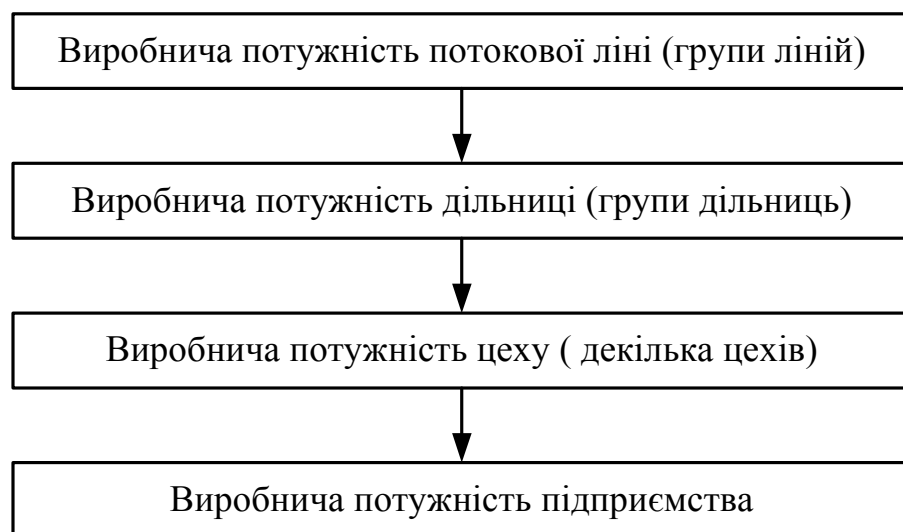 Виробнича потужність потокової ліні (групи ліній)
Виробнича потужність дільниці (групи дільниць)
Виробнича потужність цеху ( декілька цехів)
Виробнича потужність підприємства